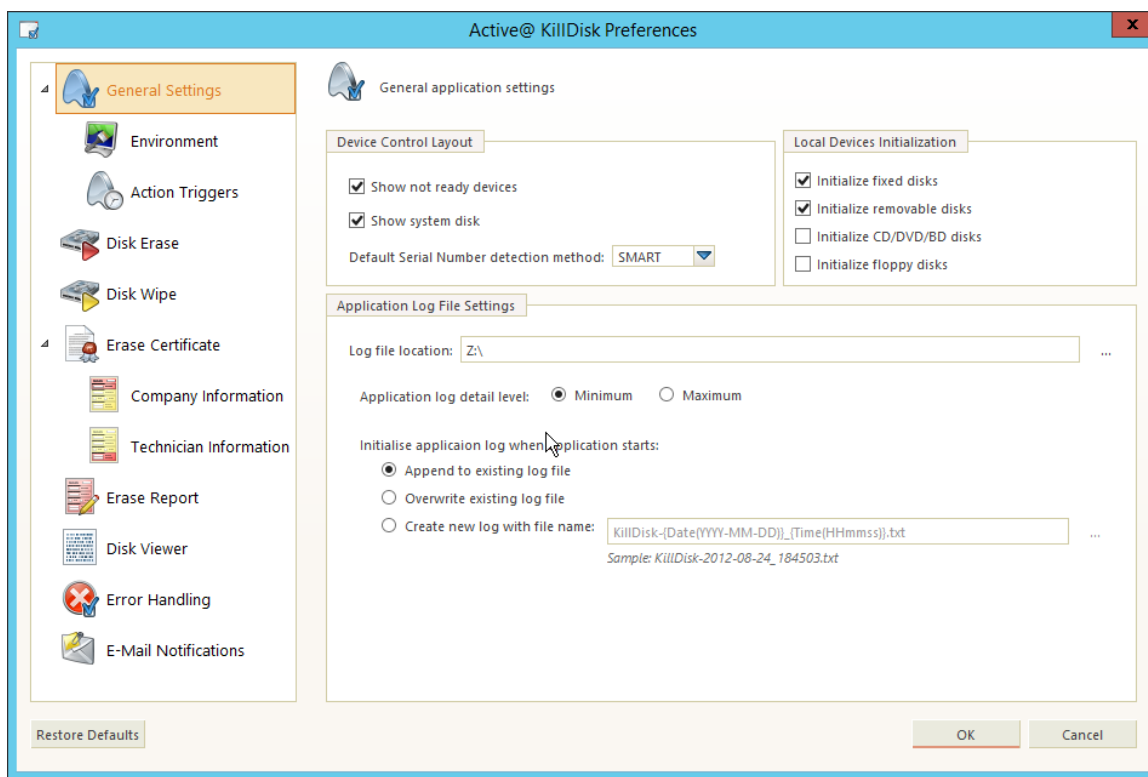 Active@ KillDisk Preferences
x
General Settings
Environment
Action Triggers
Disk Erase
Disk Wipe
Erase Certificate
Company Information
Technician Information
Erase Report
Disk Viewer
Error Handling
E-Mail Notifications
General application settings
Device Control Layout
Show not ready devices
Show system disk
Default Serial Number detection method: SMART
Local Devices Initialization
Initialize fixed disks
Initialize removable disks
Initialize CD/DVD/BD disks
Initialize floppy disks
Application Log File Settings
Log file location: Z:\ ...
Application log detail level: Minimum Maximum
Initialise applicaion log when application starts:
Append to existing log file
Overwrite existing log file
Create new log with file name: KillDisk-{Date(YYYY-MM-DD)}_{Time(HHmmss)}.txt ...
Sample: KillDisk-2012-08-24_184503.txt
Restore Defaults
OK
Cancel